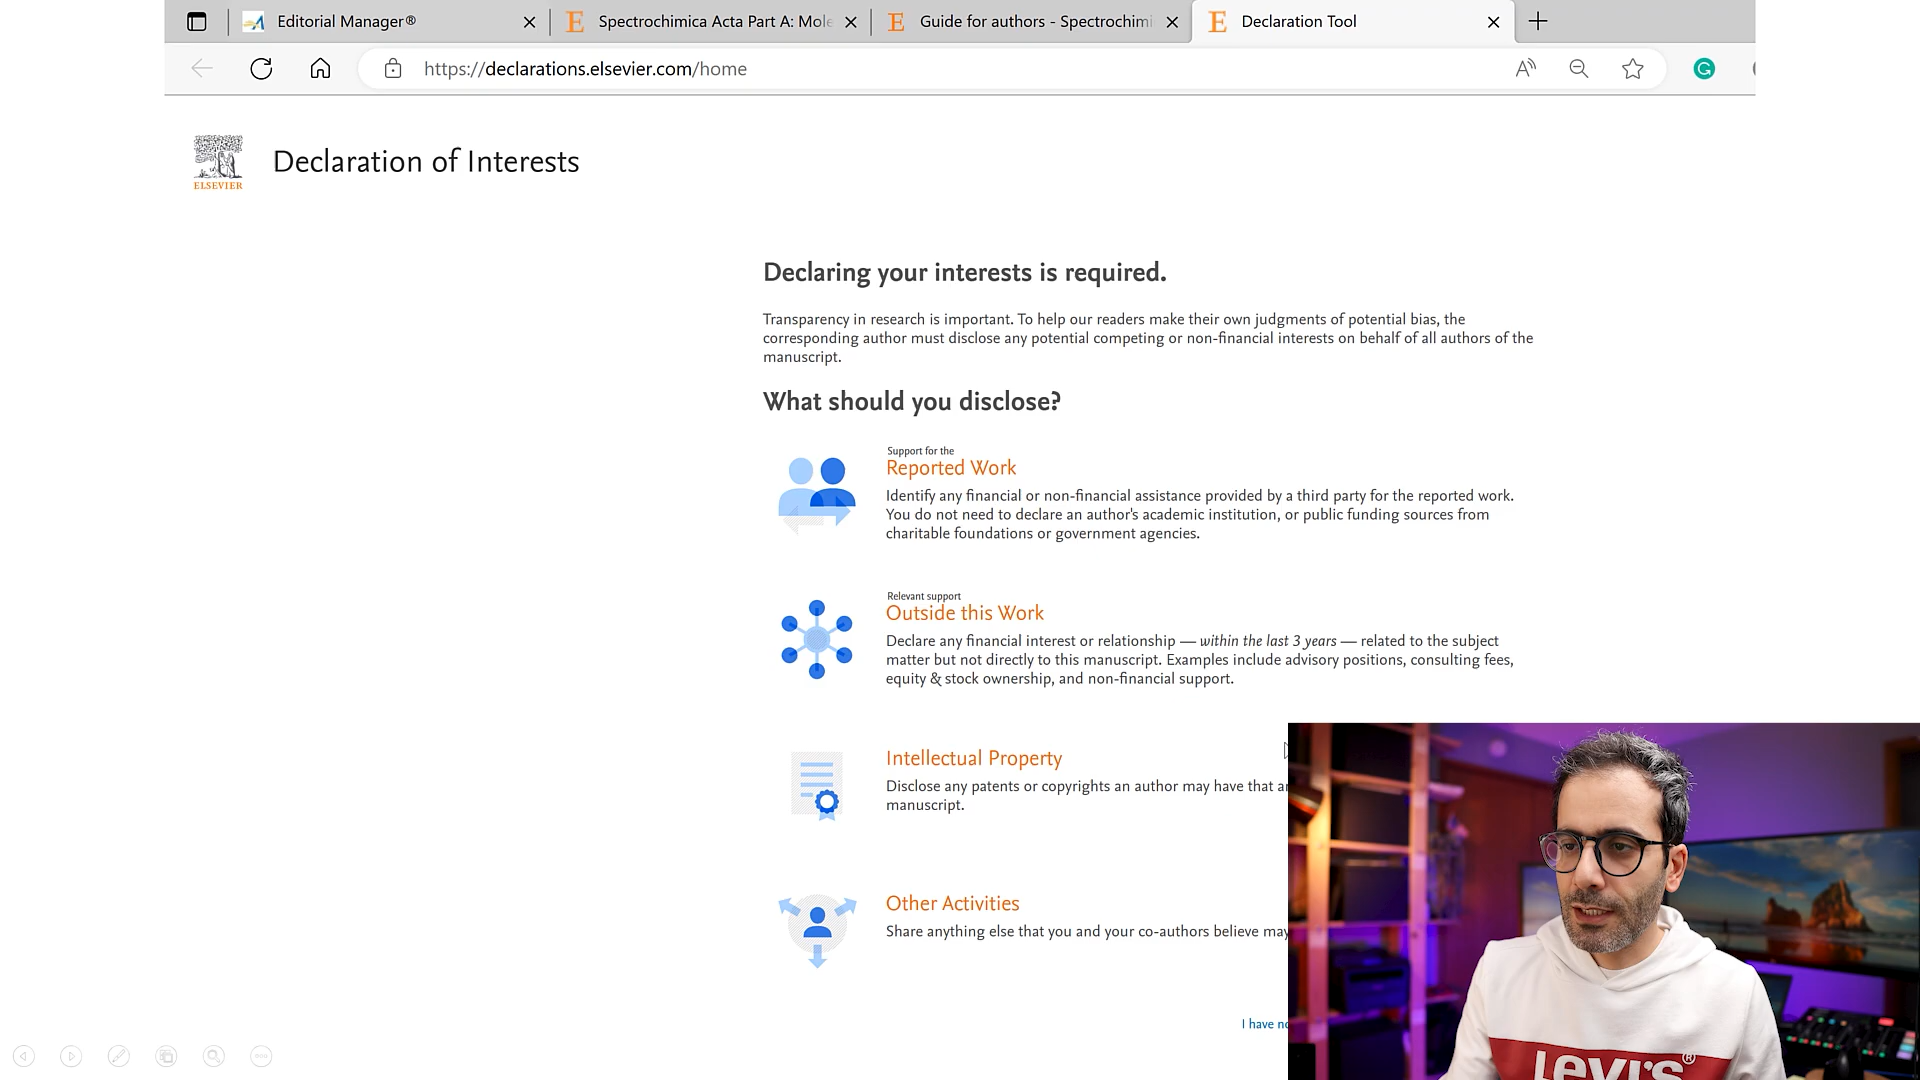 Editorial Manager®
Spectrochimica Acta Part A: Mole
Guide for authors - Spectrochimi
Declaration Tool
https://declarations.elsevier.com/home
ELSEVIER
Declaration of Interests
Declaring your interests is required.
Transparency in research is important. To help our readers make their own judgments of potential bias, the
corresponding author must disclose any potential competing or non-financial interests on behalf of all authors of the
manuscript.
What should you disclose?
Support for the
Reported Work
Identify any financial or non-financial assistance provided by a third party for the reported work.
You do not need to declare an author's academic institution, or public funding sources from
charitable foundations or government agencies.
Relevant support
Outside this Work
Declare any financial interest or relationship — within the last 3 years — related to the subject
matter but not directly to this manuscript. Examples include advisory positions, consulting fees,
equity & stock ownership, and non-financial support.
Intellectual Property
Disclose any patents or copyrights an author may have that
manuscript.
Other Activities
Share anything else that you and your co-authors believe may
I have
LEVI'S®